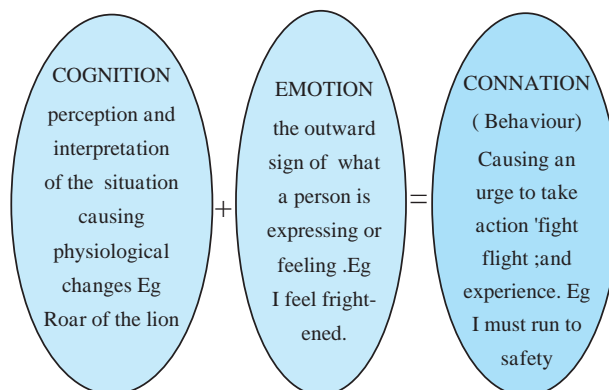 COGNITION
perception and
interpretation
of the situation
causing
physiological
changes Eg
Roar of the lion
+
EMOTION
the outward
sign of what
a person is
expressing or
feeling .Eg
I feel fright-
ened.
=
CONNATION
( Behaviour)
Causing an
urge to take
action 'fight
flight ;and
experience. Eg
I must run to
safety